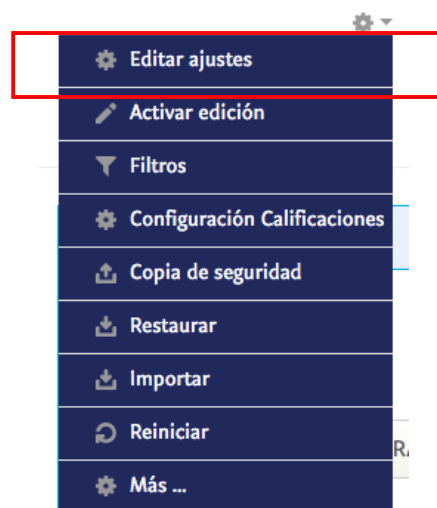 Editar ajustes
Activar edición
Filtros
Configuración Calificaciones
Copia de seguridad
Restaurar
Importar
Reiniciar
Más ...